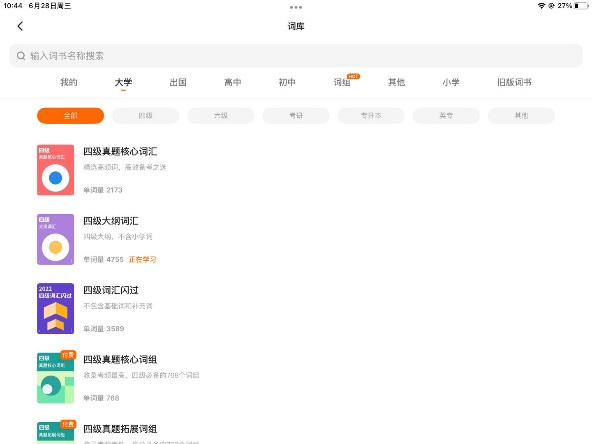 10:44 6月28日周三
27%
词库
输入词书名称搜索
我的 大学 出国 高中 初中 词组 HOT 其他 小学 旧版词书
全部 四级 六级 考研 专升本 英专 其他
四级
真题核心词汇
四级真题核心词汇
精选高频词，高效备考之选
单词量 2173
四级
大纲词汇
四级大纲词汇
四级大纲，不含小学词
单词量 4755 正在学习
2022
四级词汇闪过
四级词汇闪过
不包含基础词和补充词
单词量 3589
付费
四级
真题核心词组
四级真题核心词组
收录考频最高、四级必备的768个词组
单词量 768
付费
四级
真题拓展词组
四级真题拓展词组